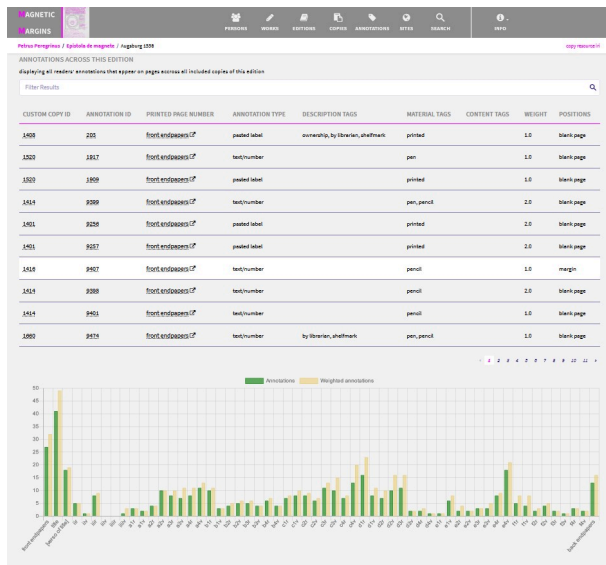 MAGNETIC
MARGINS
PERSONS WORKS EDITIONS COPIES ANNOTATIONS SITES SEARCH INFO
Petrus Peregrinus / Epistola de magnete / Augsburg 1558
copy resource
ANNOTATIONS ACROSS THIS EDITION
displaying all readers' annotations that appear on pages accross all included copies of this edition
Filter Results
CUSTOM COPY ID ANNOTATION ID PRINTED PAGE NUMBER ANNOTATION TYPE DESCRIPTION TAGS MATERIAL TAGS CONTENT TAGS WEIGHT POSITIONS
1408 205 front endpapers pasted label ownership, by librarian, shelfmark printed 1.0 blank page
1520 1917 front endpapers text/number pen 1.0 blank page
1520 1909 front endpapers pasted label printed 1.0 blank page
1414 9399 front endpapers text/number pen, pencil 2.0 blank page
1401 9256 front endpapers pasted label printed 2.0 blank page
1401 9257 front endpapers pasted label printed 2.0 blank page
1416 9407 front endpapers text/number pencil 1.0 margin
1414 9398 front endpapers text/number pencil 2.0 blank page
1414 9401 front endpapers text/number pencil 1.0 blank page
1660 9474 front endpapers text/number by librarian, shelfmark pen, pencil 1.0 blank page
1 2 3 4 5 6 7 8 9 10 11
Annotations Weighted annotations
50
45
40
35
30
25
20
15
10
5
0
front endpapers title [verso of title] back endpapers